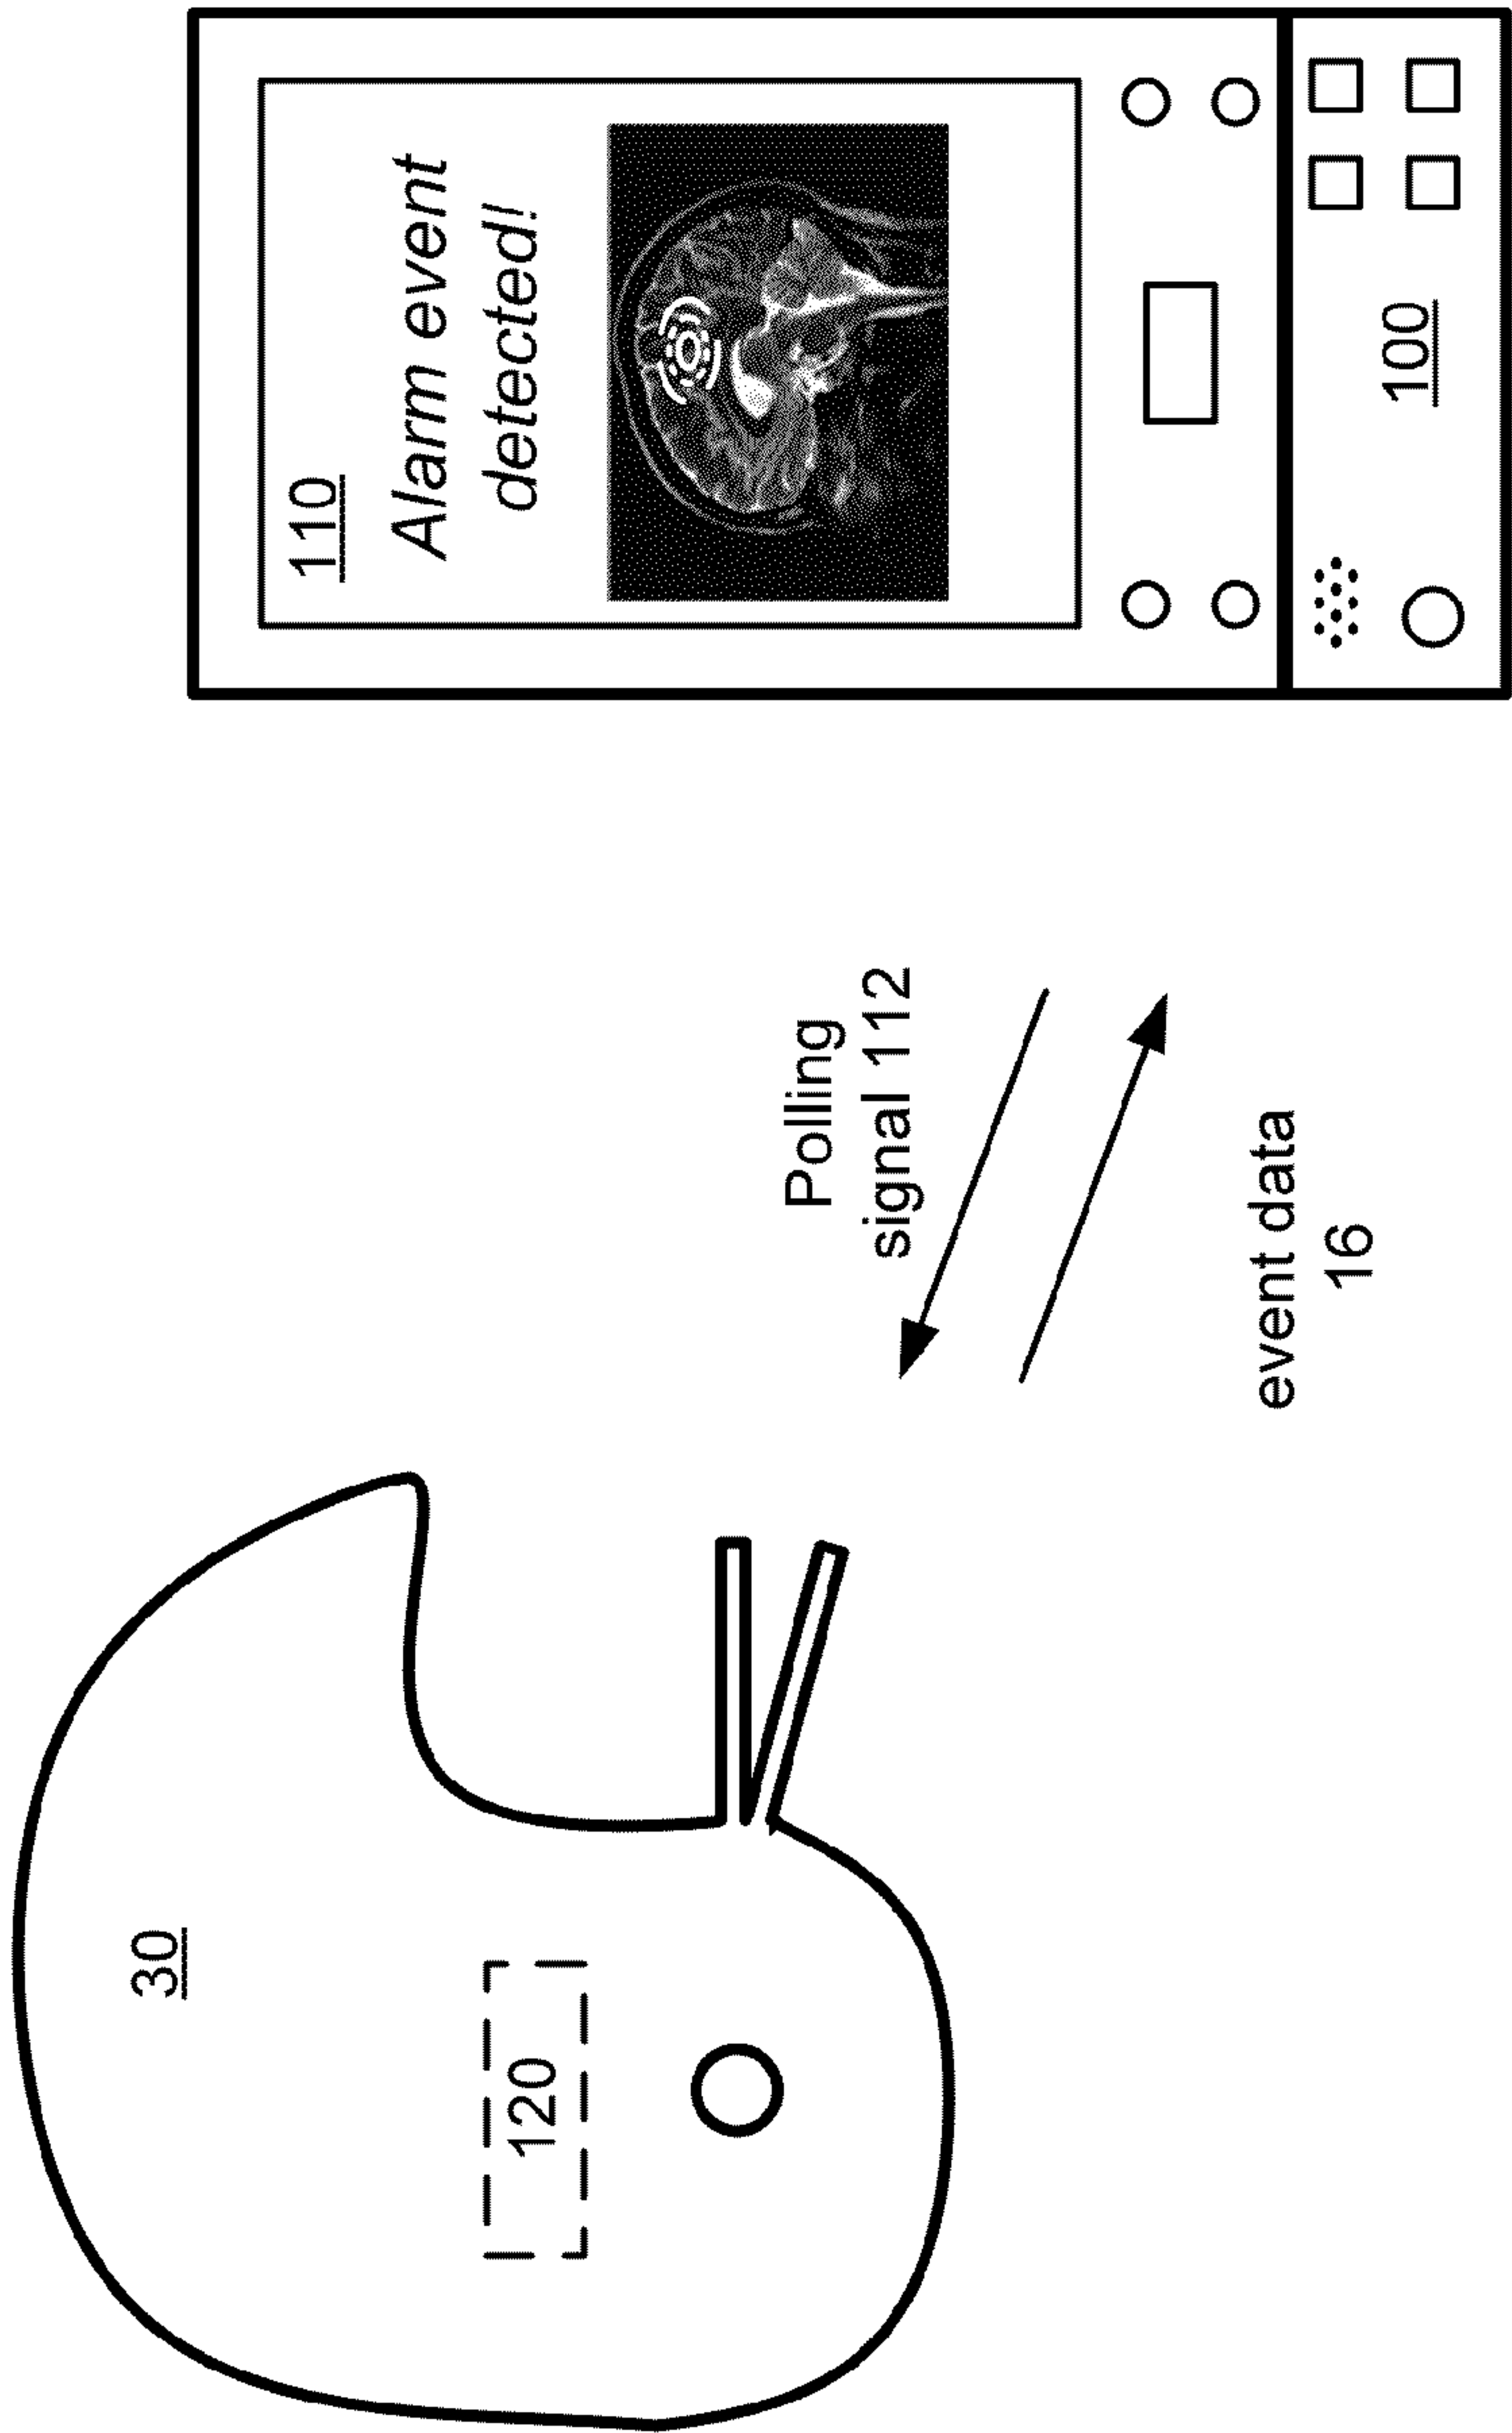 30
120
Polling
signal 112
event data
16
110
Alarm event
detected!
100